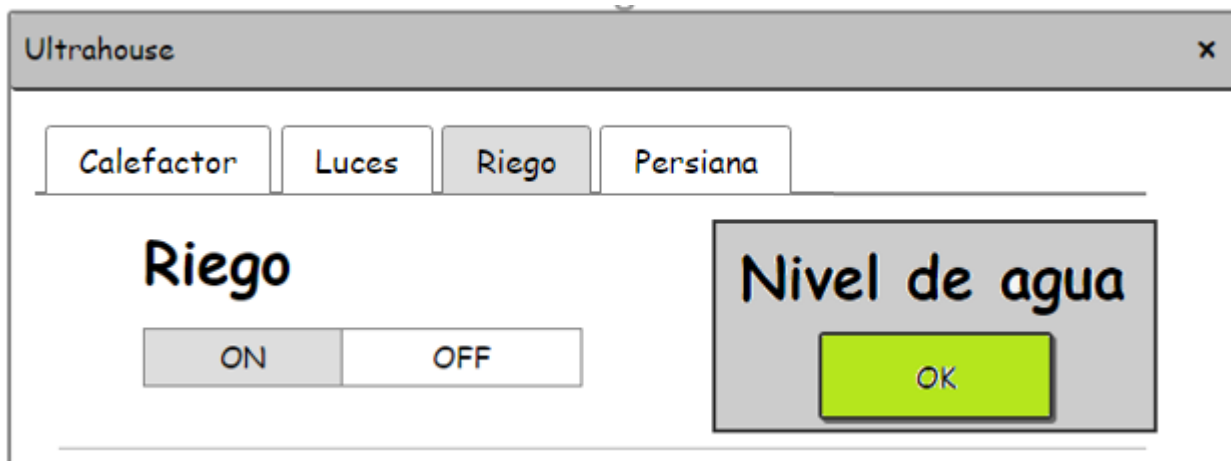 Ultrahouse x
Calefactor Luces Riego Persiana
Riego
ON OFF
Nivel de agua
OK